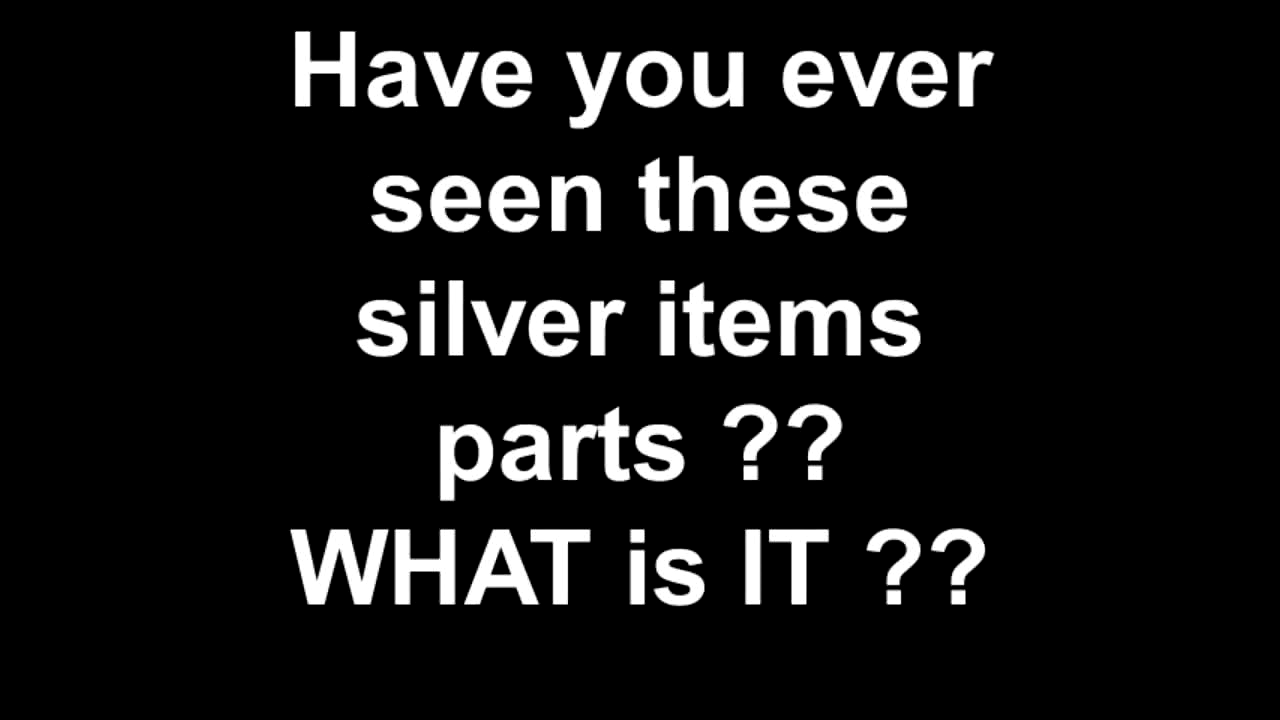 Have you ever
seen these
silver items
parts ??
WHAT is IT ??